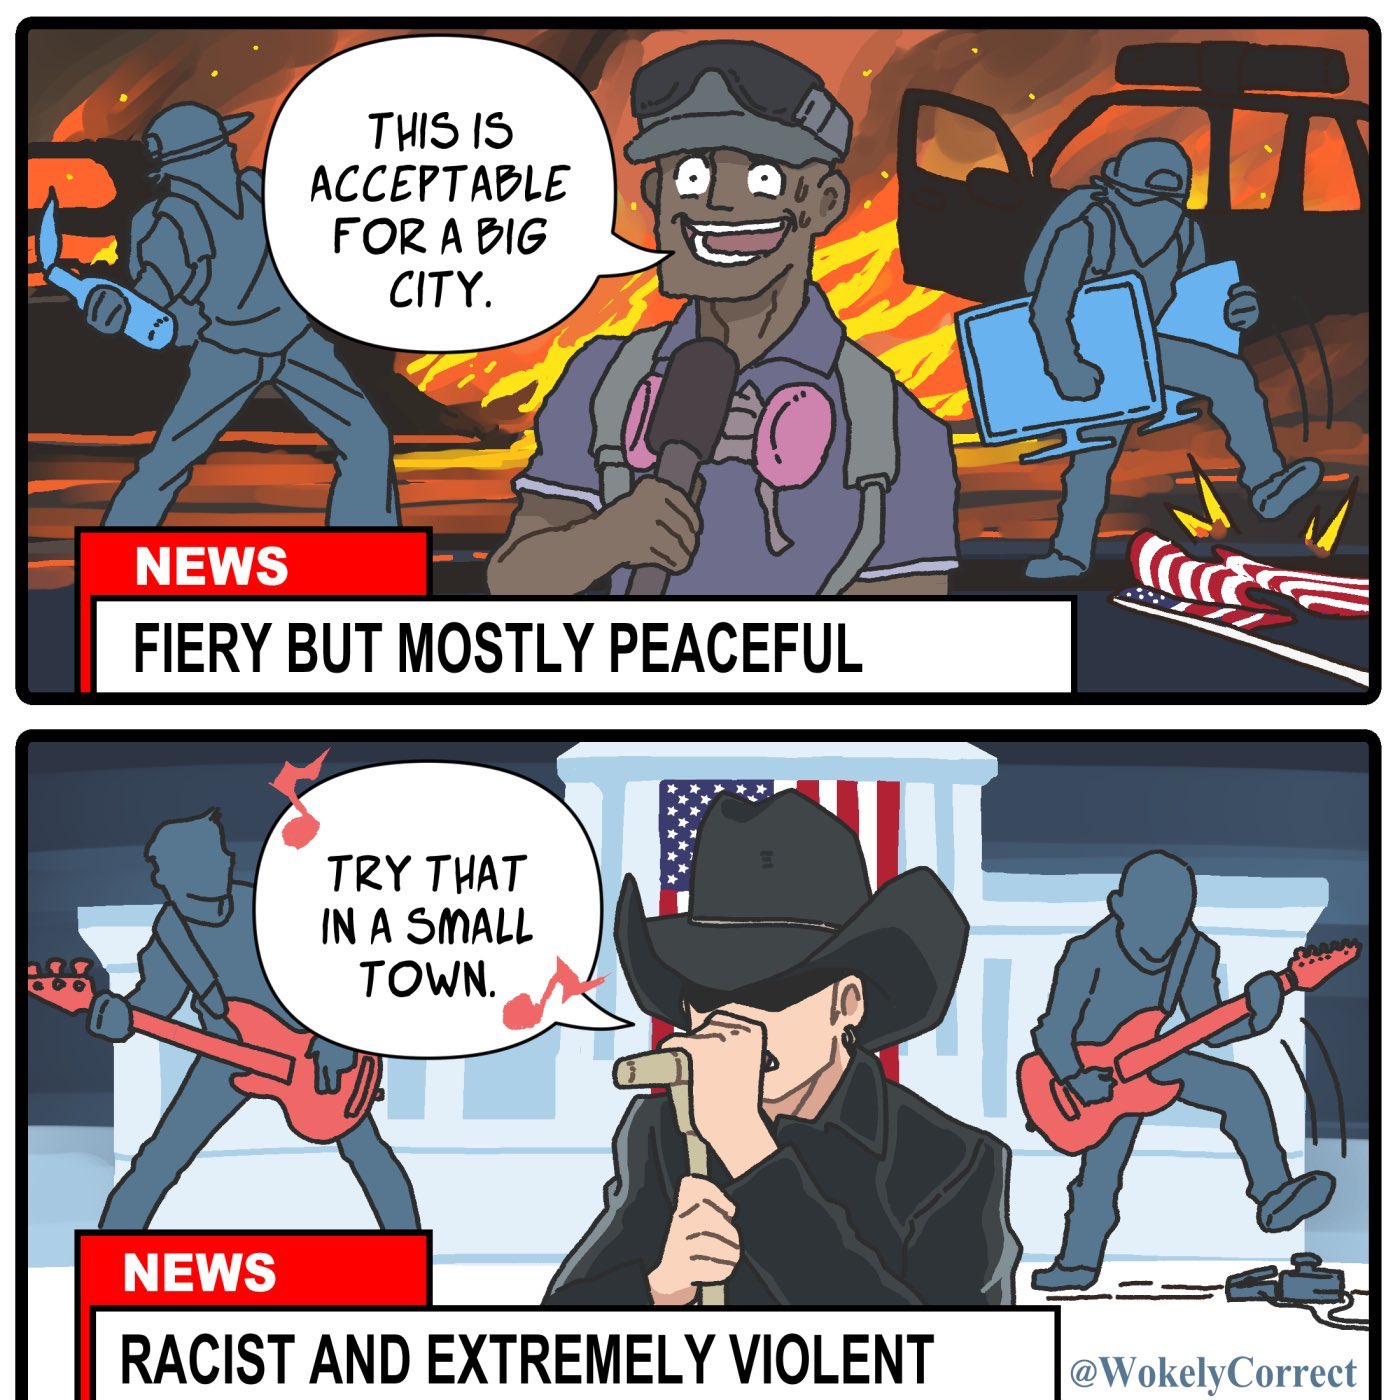 THIS IS
ACCEPTABLE
FOR A BIG
CITY.
NEWS
FIERY BUT MOSTLY PEACEFUL
TRY THAT
IN A SMALL
TOWN.
NEWS
RACIST AND EXTREMELY VIOLENT
@WokelyCorrect